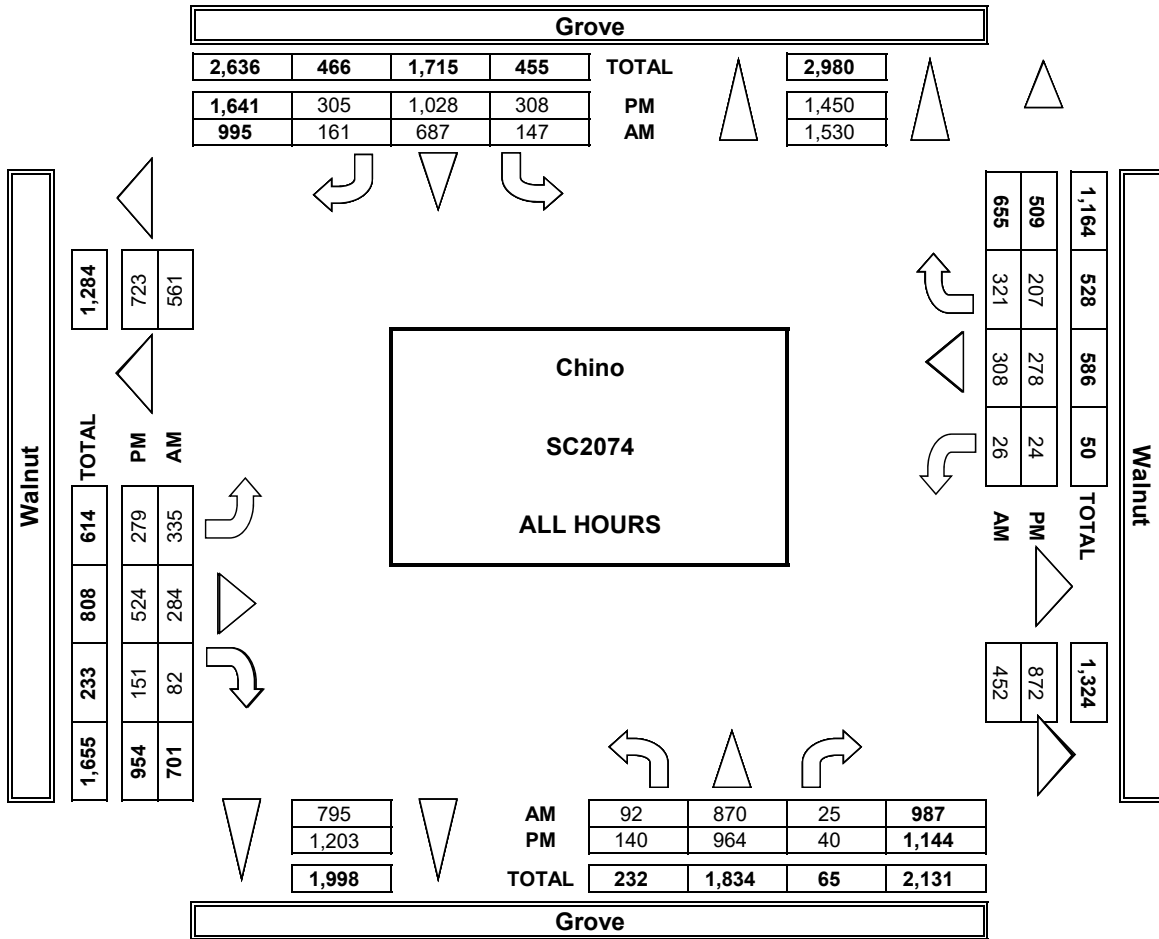 Grove
2,636 466 1,715 455 TOTAL 2,980
1,641 305 1,028 308 PM 1,450
995 161 687 147 AM 1,530
Walnut
1,284 723 561
TOTAL PM AM
614 279 335
808 524 284
233 151 82
1,655 954 701
Chino
SC2074
ALL HOURS
655 509 1,164
321 207 528
308 278 586
26 24 50
AM PM TOTAL
452 872 1,324
Walnut
795 AM 92 870 25 987
1,203 PM 140 964 40 1,144
1,998 TOTAL 232 1,834 65 2,131
Grove